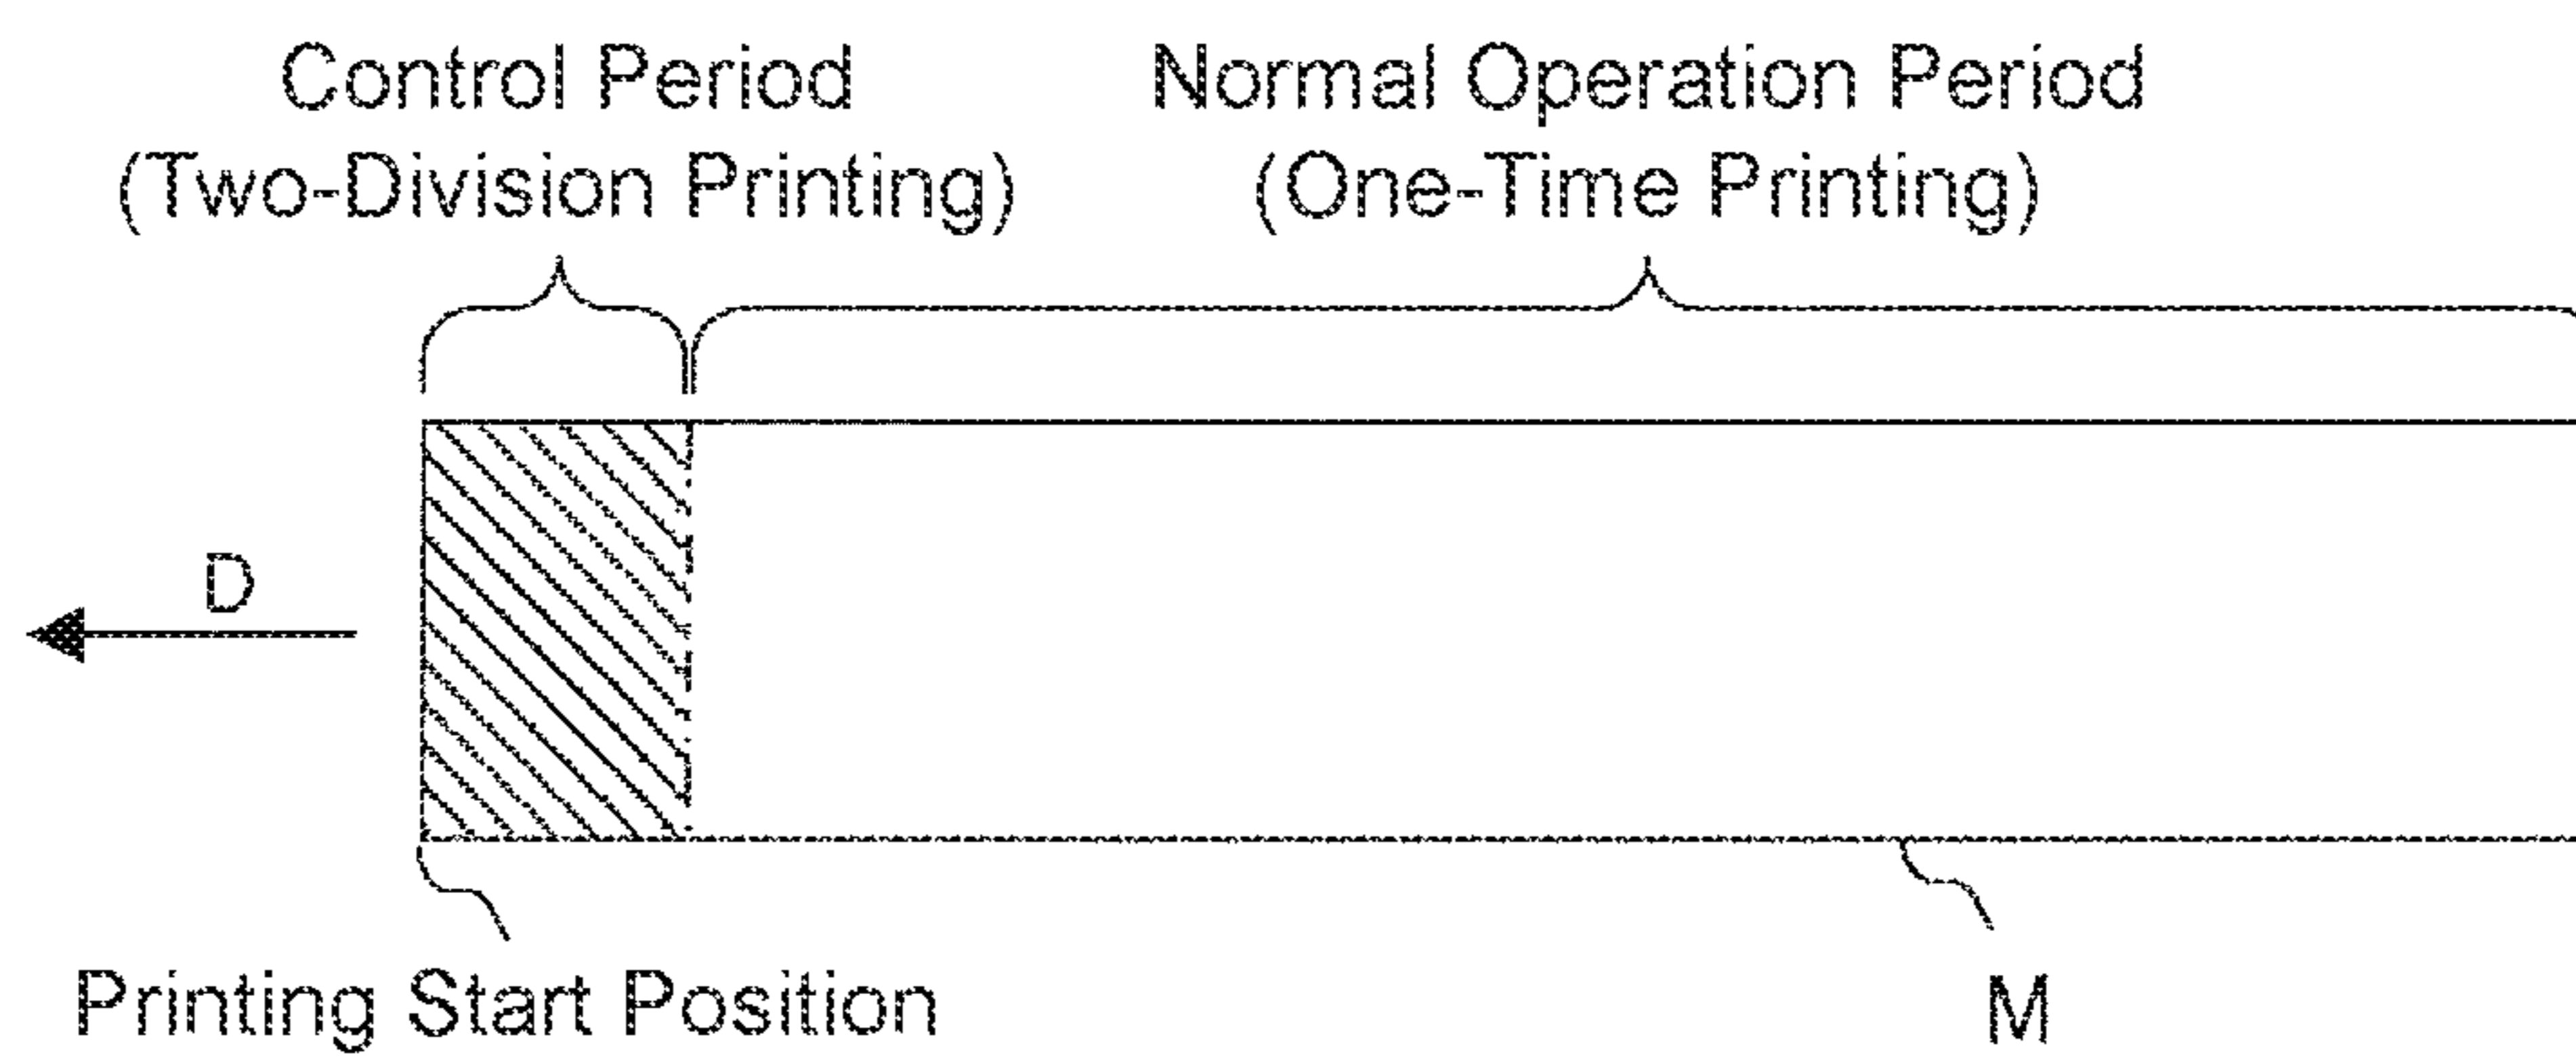 Control Period
(Two-Division Printing)
Normal Operation Period
(One-Time Printing)
D
Printing Start Position
M